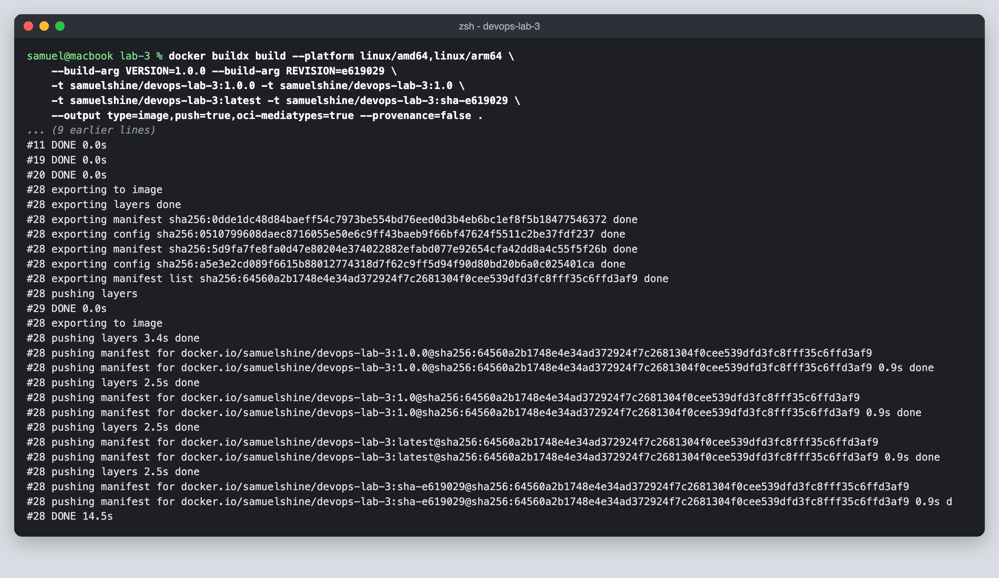 zsh - devops-lab-3
samuel@macbook lab-3 % docker buildx build --platform linux/amd64,linux/arm64 \
    --build-arg VERSION=1.0.0 --build-arg REVISION=e619029 \
    -t samuelshine/devops-lab-3:1.0.0 -t samuelshine/devops-lab-3:1.0 \
    -t samuelshine/devops-lab-3:latest -t samuelshine/devops-lab-3:sha-e619029 \
    --output type=image,push=true,oci-mediatypes=true --provenance=false .
... (9 earlier lines)
#11 DONE 0.0s
#19 DONE 0.0s
#20 DONE 0.0s
#28 exporting to image
#28 exporting layers done
#28 exporting manifest sha256:0dde1dc48d84baeff54c7973be554bd76eed0d3b4eb6bc1ef8f5b18477546372 done
#28 exporting config sha256:0510799608daec8716055e50e6c9ff43baeb9f66bf47624f5511c2be37fdf237 done
#28 exporting manifest sha256:5d9fa7fe8fa0d47e80204e374022882efabd077e92654cfa42dd8a4c55f5f26b done
#28 exporting config sha256:a5e3e2cd089f6615b88012774318d7f62c9ff5d94f90d80bd20b6a0c025401ca done
#28 exporting manifest list sha256:64560a2b1748e4e34ad372924f7c2681304f0cee539dfd3fc8fff35c6ffd3af9 done
#28 pushing layers
#29 DONE 0.0s
#28 exporting to image
#28 pushing layers 3.4s done
#28 pushing manifest for docker.io/samuelshine/devops-lab-3:1.0.0@sha256:64560a2b1748e4e34ad372924f7c2681304f0cee539dfd3fc8fff35c6ffd3af9
#28 pushing manifest for docker.io/samuelshine/devops-lab-3:1.0.0@sha256:64560a2b1748e4e34ad372924f7c2681304f0cee539dfd3fc8fff35c6ffd3af9 0.9s done
#28 pushing layers 2.5s done
#28 pushing manifest for docker.io/samuelshine/devops-lab-3:1.0@sha256:64560a2b1748e4e34ad372924f7c2681304f0cee539dfd3fc8fff35c6ffd3af9
#28 pushing manifest for docker.io/samuelshine/devops-lab-3:1.0@sha256:64560a2b1748e4e34ad372924f7c2681304f0cee539dfd3fc8fff35c6ffd3af9 0.9s done
#28 pushing layers 2.5s done
#28 pushing manifest for docker.io/samuelshine/devops-lab-3:latest@sha256:64560a2b1748e4e34ad372924f7c2681304f0cee539dfd3fc8fff35c6ffd3af9
#28 pushing manifest for docker.io/samuelshine/devops-lab-3:latest@sha256:64560a2b1748e4e34ad372924f7c2681304f0cee539dfd3fc8fff35c6ffd3af9 0.9s done
#28 pushing layers 2.5s done
#28 pushing manifest for docker.io/samuelshine/devops-lab-3:sha-e619029@sha256:64560a2b1748e4e34ad372924f7c2681304f0cee539dfd3fc8fff35c6ffd3af9
#28 pushing manifest for docker.io/samuelshine/devops-lab-3:sha-e619029@sha256:64560a2b1748e4e34ad372924f7c2681304f0cee539dfd3fc8fff35c6ffd3af9 0.9s d
#28 DONE 14.5s